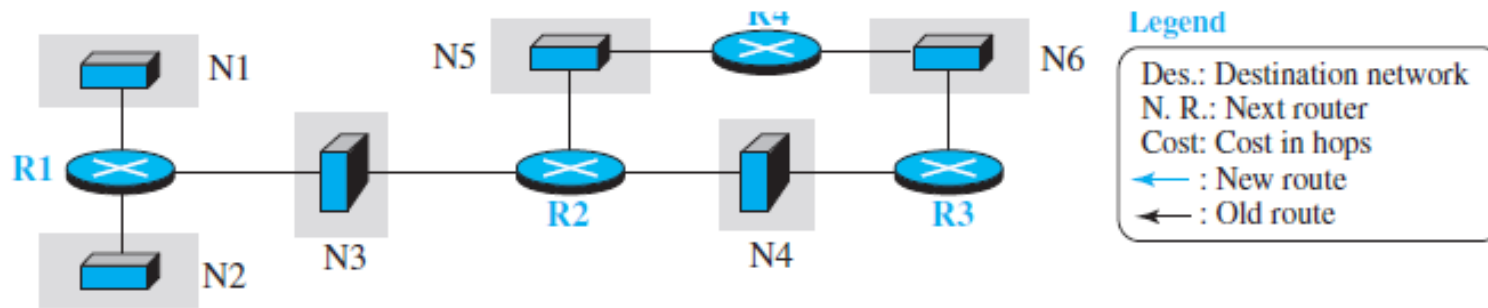 R4
Legend
N1
N5
N6
Des.: Destination network
N. R.: Next router
Cost: Cost in hops
: New route
: Old route
R1
R2
R3
N3
N4
N2